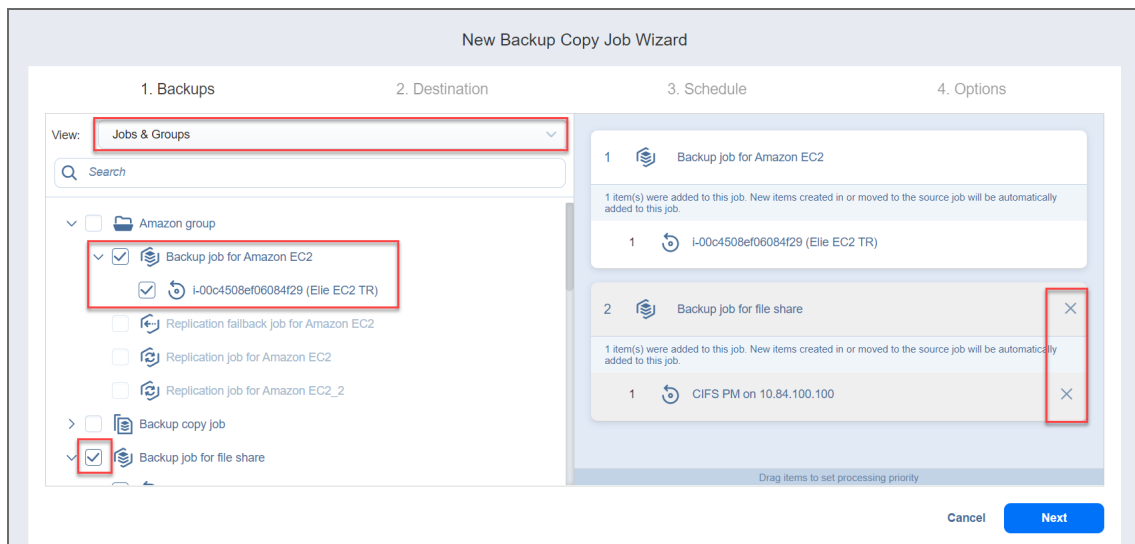 New Backup Copy Job Wizard
1. Backups
2. Destination
3. Schedule
4. Options
View:
Jobs & Groups
Search
Amazon group
Backup job for Amazon EC2
i-00c4508ef06084f29 (Elie EC2 TR)
Replication failback job for Amazon EC2
Replication job for Amazon EC2
Replication job for Amazon EC2_2
Backup copy job
Backup job for file share
1
Backup job for Amazon EC2
1 item(s) were added to this job. New items created in or moved to the source job will be automatically
added to this job.
1
i-00c4508ef06084f29 (Elie EC2 TR)
2
Backup job for file share
1 item(s) were added to this job. New items created in or moved to the source job will be automatically
added to this job.
1
CIFS PM on 10.84.100.100
Drag items to set processing priority
Cancel
Next